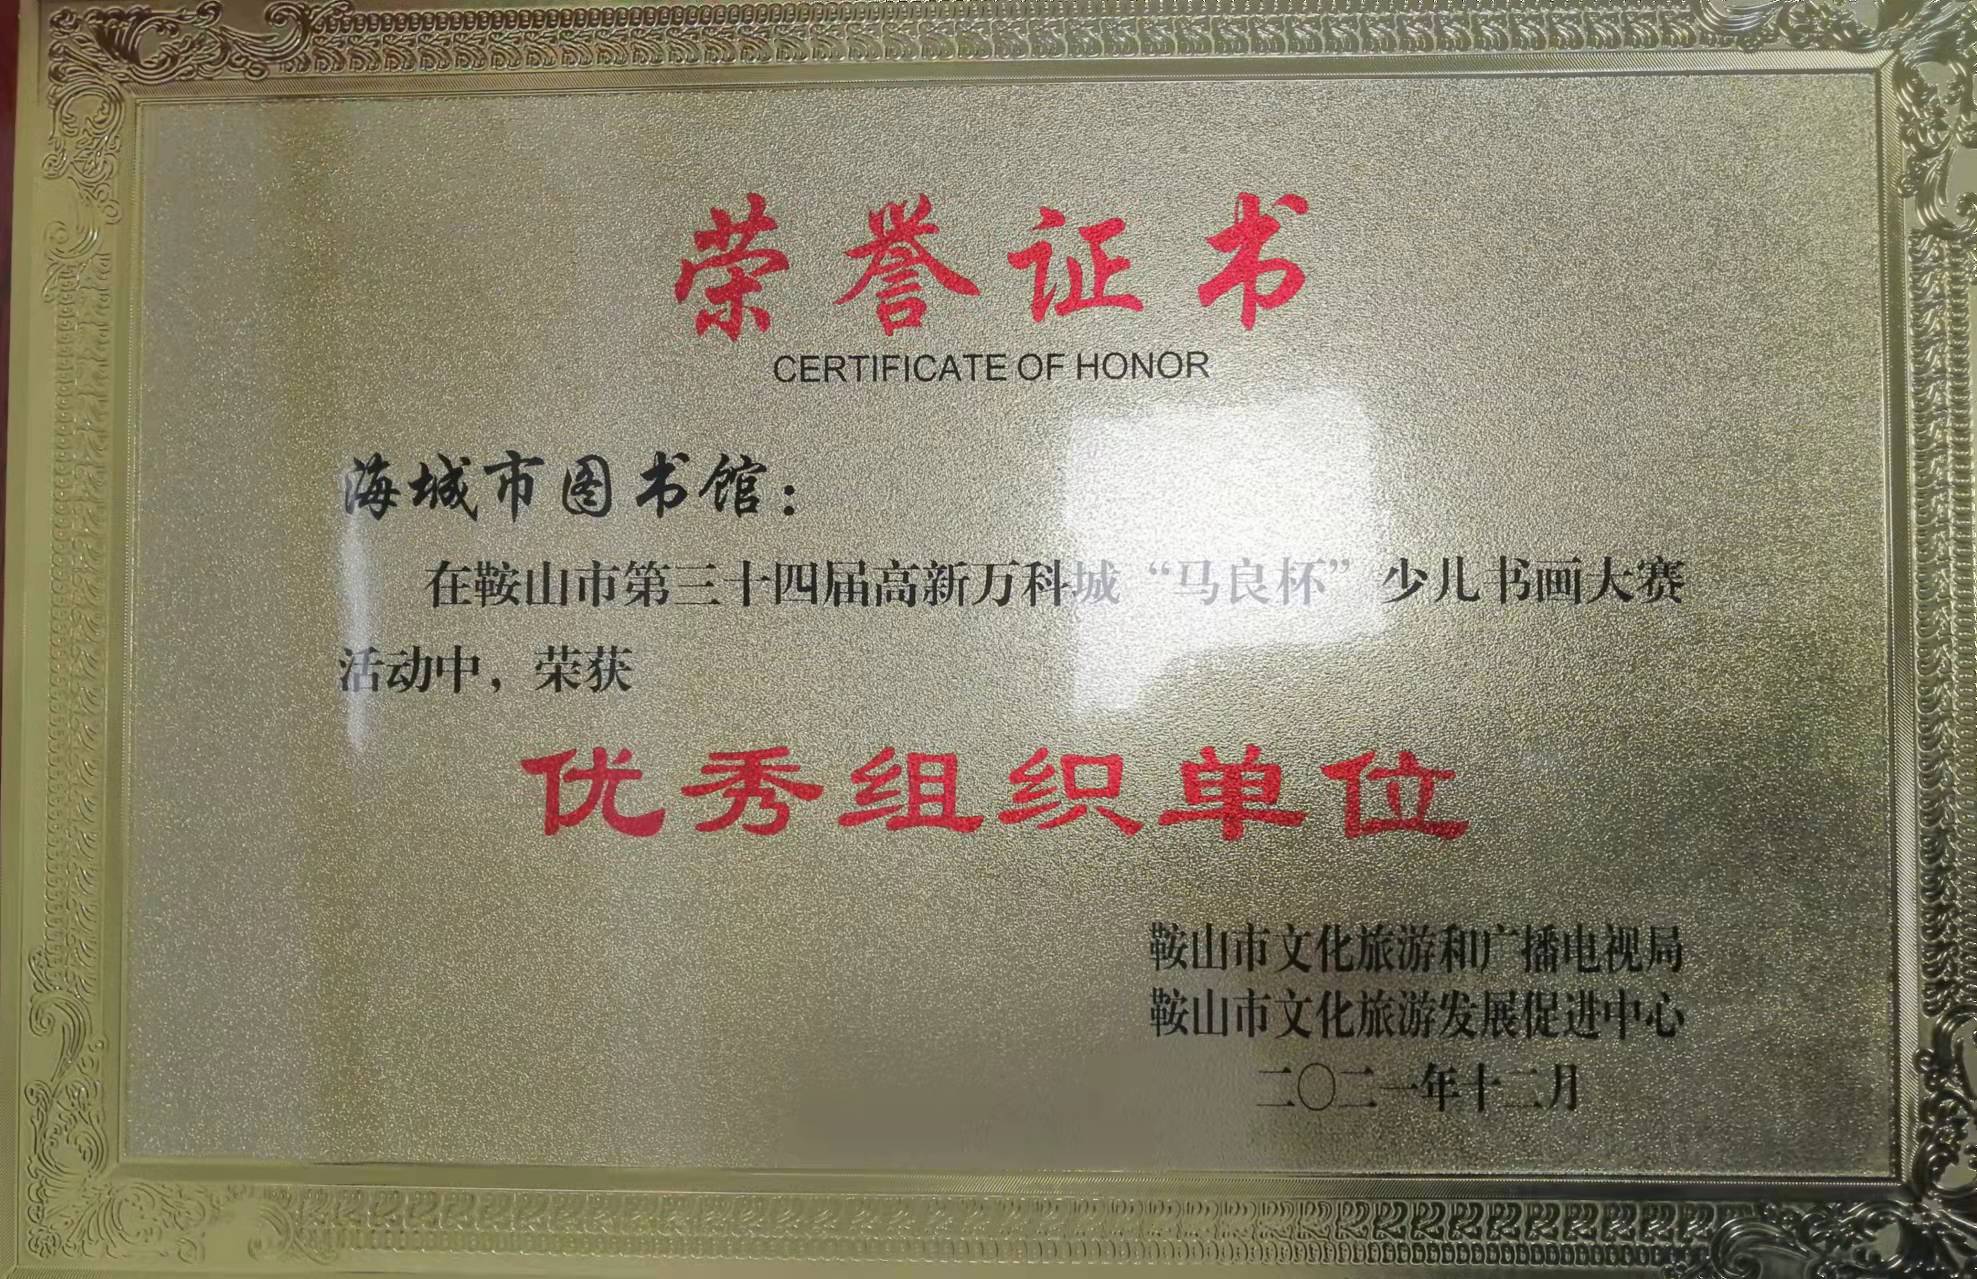 荣誉证书
CERTIFICATE OF HONOR
海城市图书馆：
在鞍山市第三十四届高新万科城“马良杯”少儿书画大赛
活动中，荣获
优秀组织单位
鞍山市文化旅游和广播电视局
鞍山市文化旅游发展促进中心
二〇二一年十二月